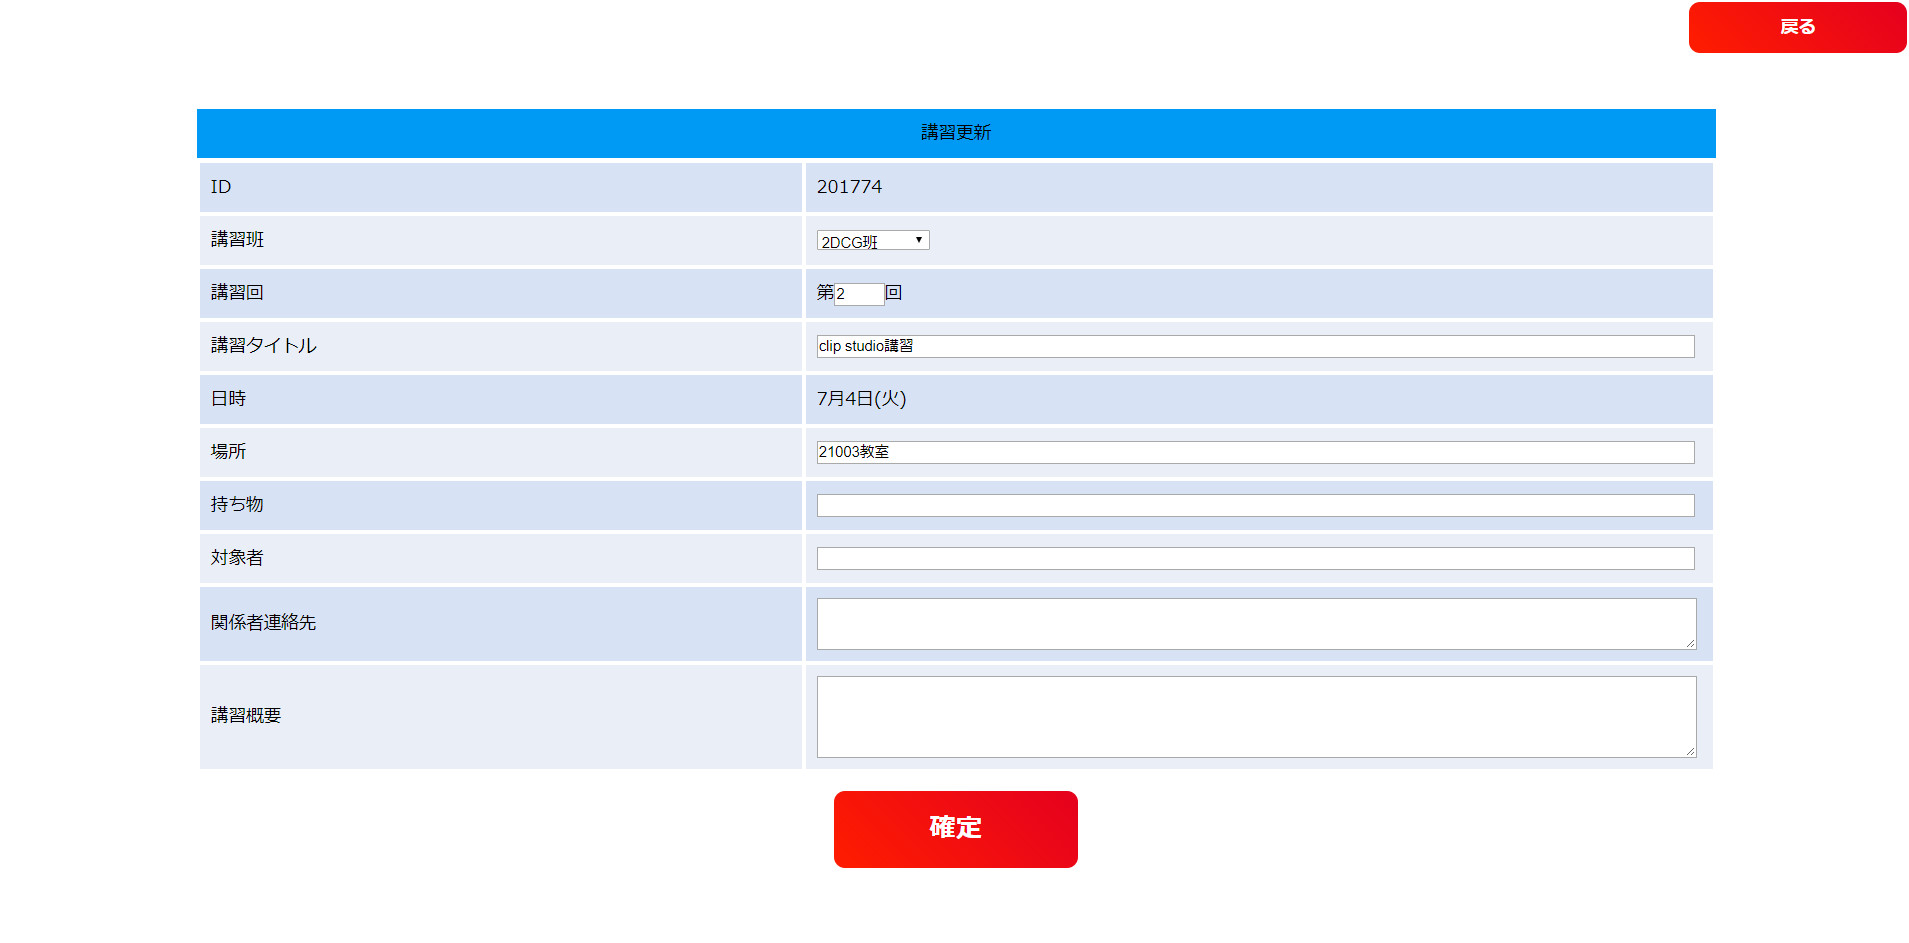 戻る
講習更新
ID 201774
講習班 2DCG班
講習回 第2回
講習タイトル clip studio講習
日時 7月4日(火)
場所 21003教室
持ち物
対象者
関係者連絡先
講習概要
確定